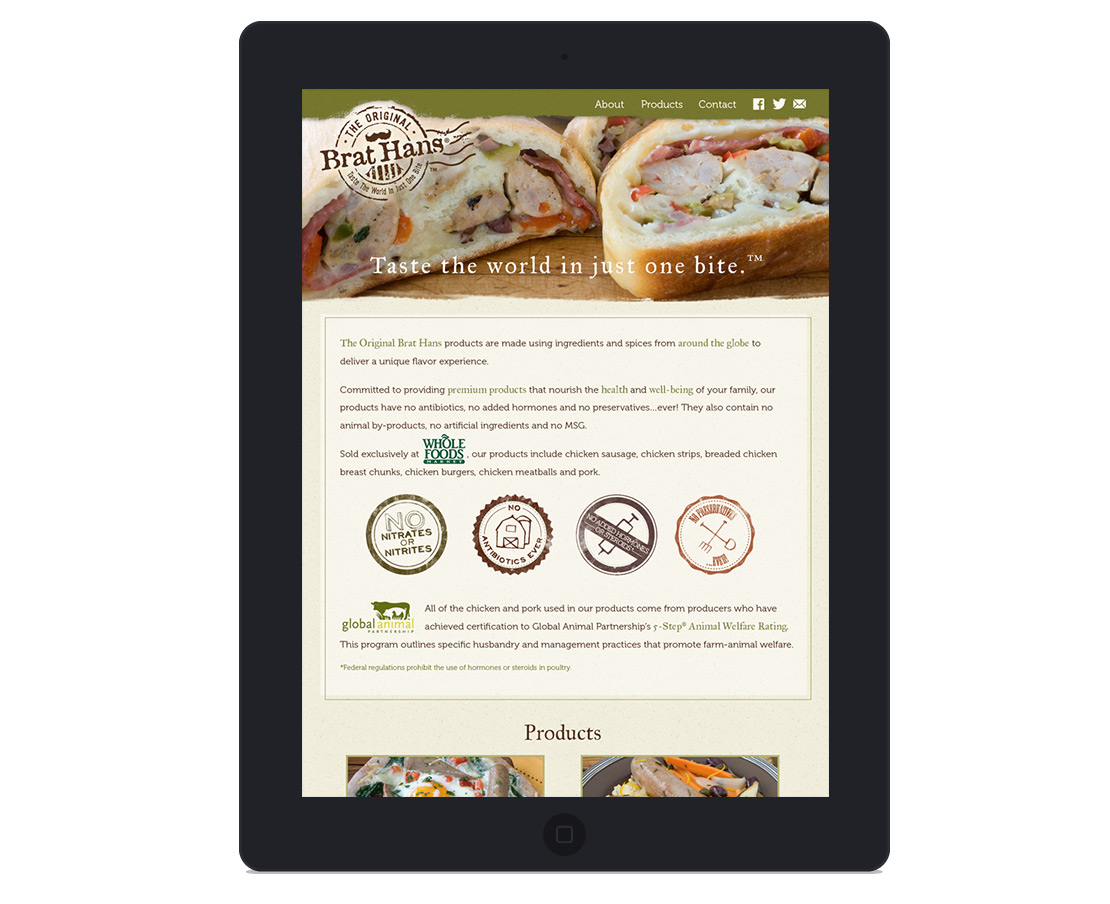 About Products Contact
THE ORIGINAL
Brat Hans®
Taste The World In Just One Bite ™
Taste the world in just one bite.™
The Original Brat Hans products are made using ingredients and spices from around the globe to
deliver a unique flavor experience.
Committed to providing premium products that nourish the health and well-being of your family, our
products have no antibiotics, no added hormones and no preservatives...ever! They also contain no
animal by-products, no artificial ingredients and no MSG.
Sold exclusively at WHOLE FOODS MARKET, our products include chicken sausage, chicken strips, breaded chicken
breast chunks, chicken burgers, chicken meatballs and pork.
NO
NITRATES
OR
NITRITES
NO
ANTIBIOTICS EVER
NO ADDED HORMONES
OR STEROIDS*
NO PRESERVATIVES
EVER!
global animal
PARTNERSHIP
All of the chicken and pork used in our products come from producers who have
achieved certification to Global Animal Partnership's 5-Step® Animal Welfare Rating.
This program outlines specific husbandry and management practices that promote farm-animal welfare.
*Federal regulations prohibit the use of hormones or steroids in poultry.
Products